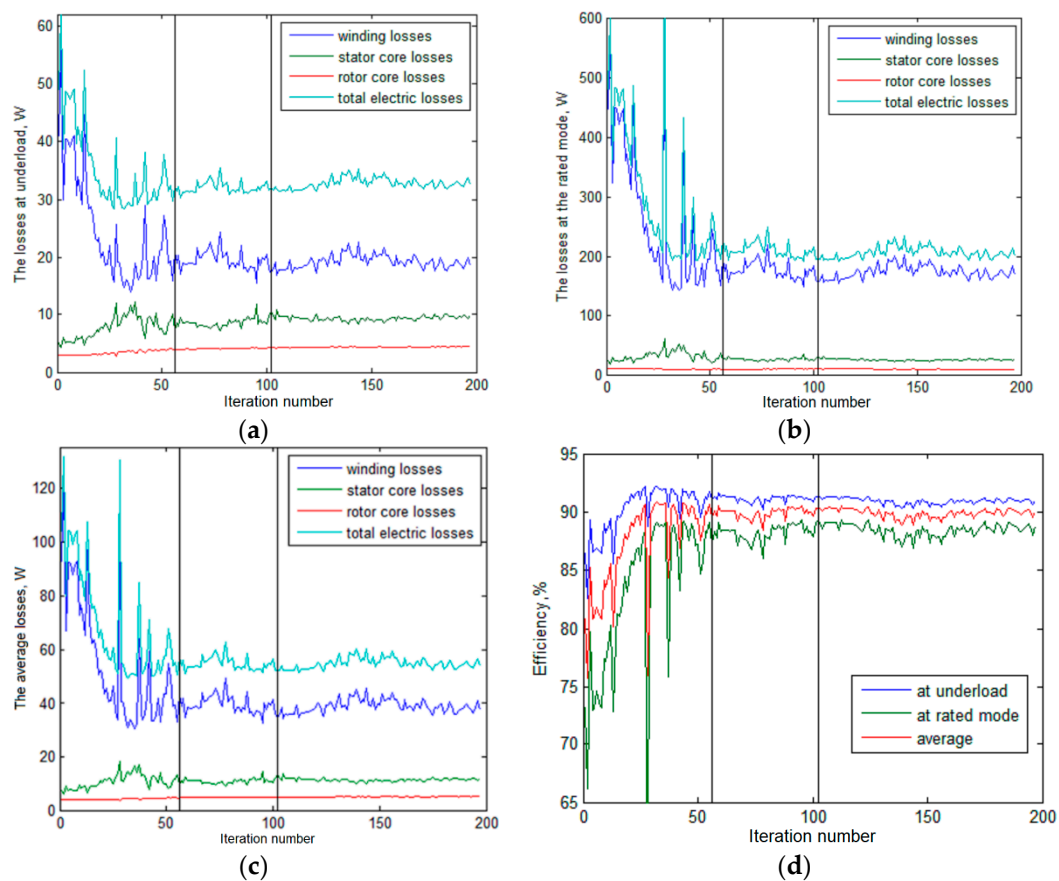 The losses at underload, W
60
50
40
30
20
10
0
winding losses
stator core losses
rotor core losses
total electric losses
0 50 100 150 200
Iteration number
(a)
The losses at the rated mode, W
600
500
400
300
200
100
0
winding losses
stator core losses
rotor core losses
total electric losses
0 50 100 150 200
Iteration number
(b)
The average losses, W
120
100
80
60
40
20
0
winding losses
stator core losses
rotor core losses
total electric losses
0 50 100 150 200
Iteration number
(c)
Efficiency,%
95
90
85
80
75
70
65
at underload
at rated mode
average
0 50 100 150 200
Iteration number
(d)